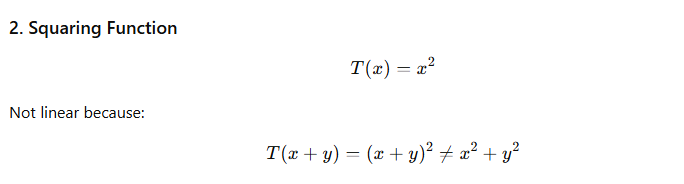 2. Squaring Function
T(x) = x²
Not linear because:
T(x + y) = (x + y)² ≠ x² + y²